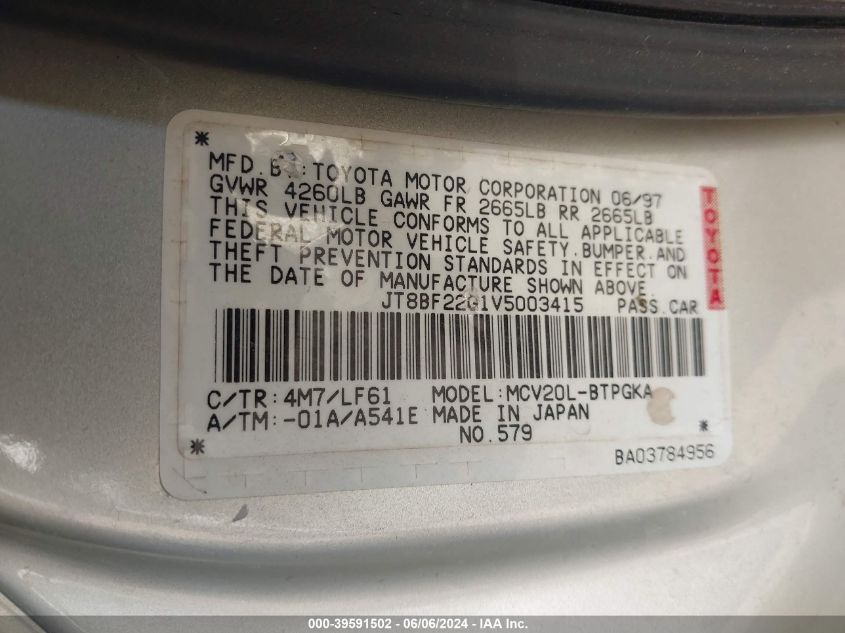 MFD.BY:TOYOTA MOTOR CORPORATION 06/97
GVWR 4260LB GAWR FR 2665LB RR 2665LB
THIS VEHICLE CONFORMS TO ALL APPLICABLE
FEDERAL MOTOR VEHICLE SAFETY,BUMPER,AND
THEFT PREVENTION STANDARDS IN EFFECT ON
THE DATE OF MANUFACTURE SHOWN ABOVE.
JT8BF22G1V5003415 PASS.CAR
TOYOTA
C/TR:4M7/LF61 MODEL:MCV20L-BTPGKA
A/TM:-01A/A541E MADE IN JAPAN
NO.579
BA03784956
000-39591502 - 06/06/2024 - IAA Inc.